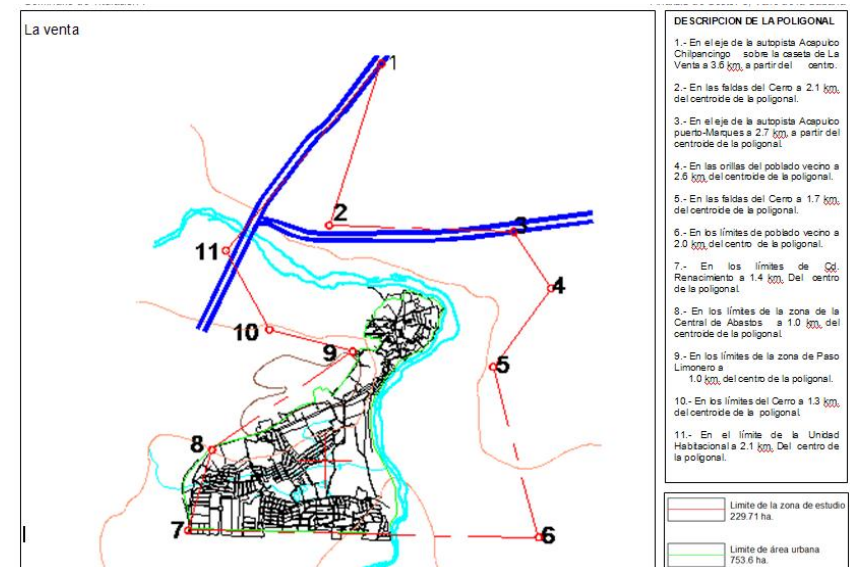 La venta
1
2
3
4
5
6
7
8
9
10
11
DESCRIPCION DE LA POLIGONAL
1.- En el eje de la autopista Acapulco
Chilpancingo sobre la caseta de La
Venta a 3.6 km, a partir del centro.
2.- En las faldas del Cerro a 2.1 km,
del centroide de la poligonal.
3.- En el eje de la autopista Acapulco
puerto-Marques a 2.7 km, a partir del
centroide de la poligonal.
4.- En las orillas del poblado vecino a
2.6 km, del centroide de la poligonal.
5.- En las faldas del Cerro a 1.7 km,
del centroide de la poligonal.
6.- En los límites de poblado vecino a
2.0 km, del centro de la poligonal.
7.- En los límites de Cd.
Renacimiento a 1.4 km, Del centro
de la poligonal.
8.- En los límites de la zona de la
Central de Abastos a 1.0 km, del
centroide de la poligonal.
9.- En los límites de la zona de Paso
Limonero a
1.0 km, del centro de la poligonal.
10.- En los límites del Cerro a 1.3 km,
del centroide de la poligonal.
11.- En el límite de la Unidad
Habitacional a 2.1 km, Del centro de
la poligonal.
Limite de la zona de estudio
229.71 ha.
Limite de área urbana
753.6 ha.